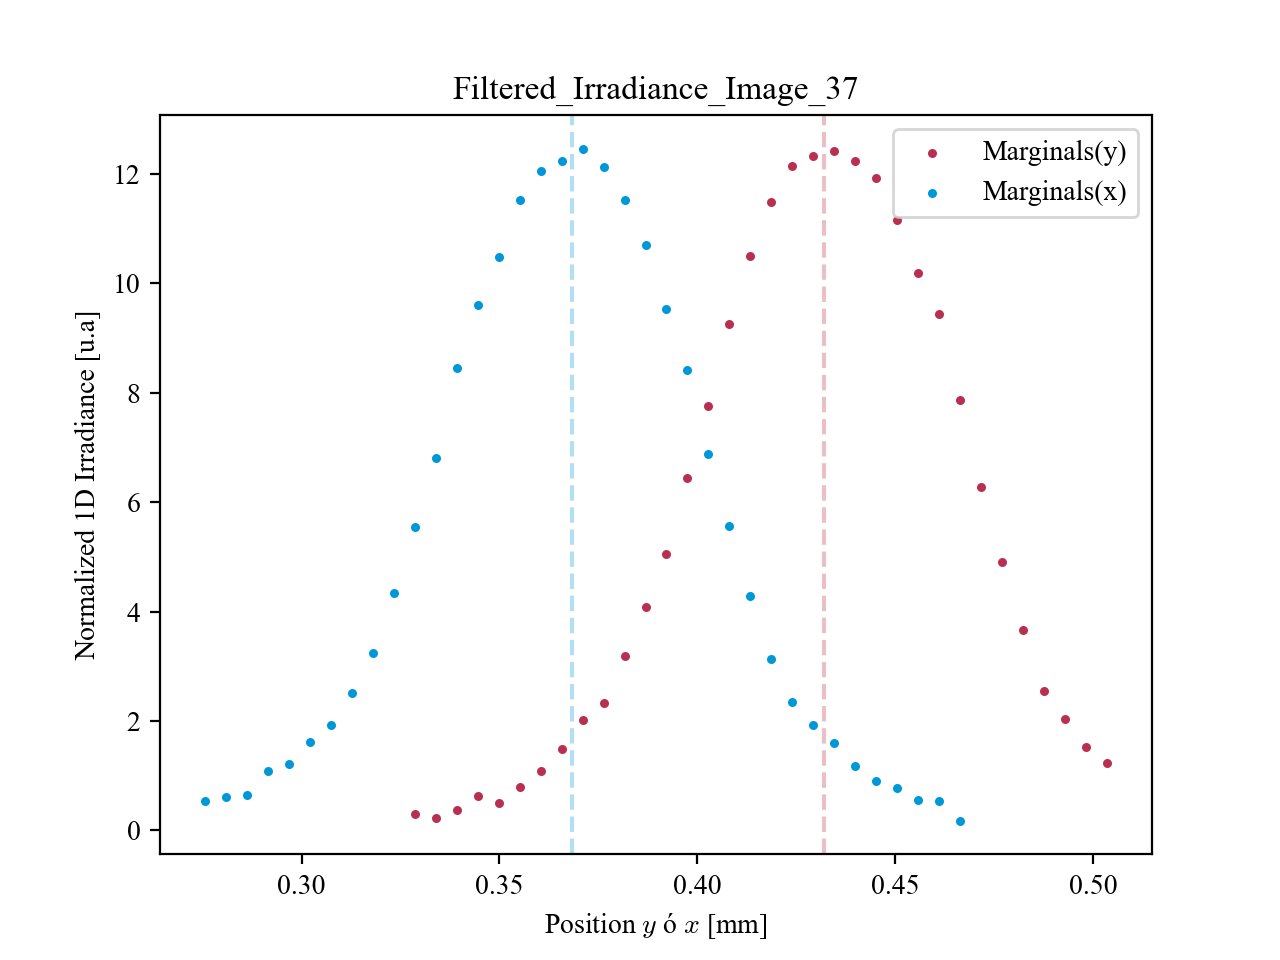 Filtered_Irradiance_Image_37
Marginals(y)
Marginals(x)
Normalized 1D Irradiance [u.a]
12
10
8
6
4
2
0
0.30
0.35
0.40
0.45
0.50
Position y ó x [mm]